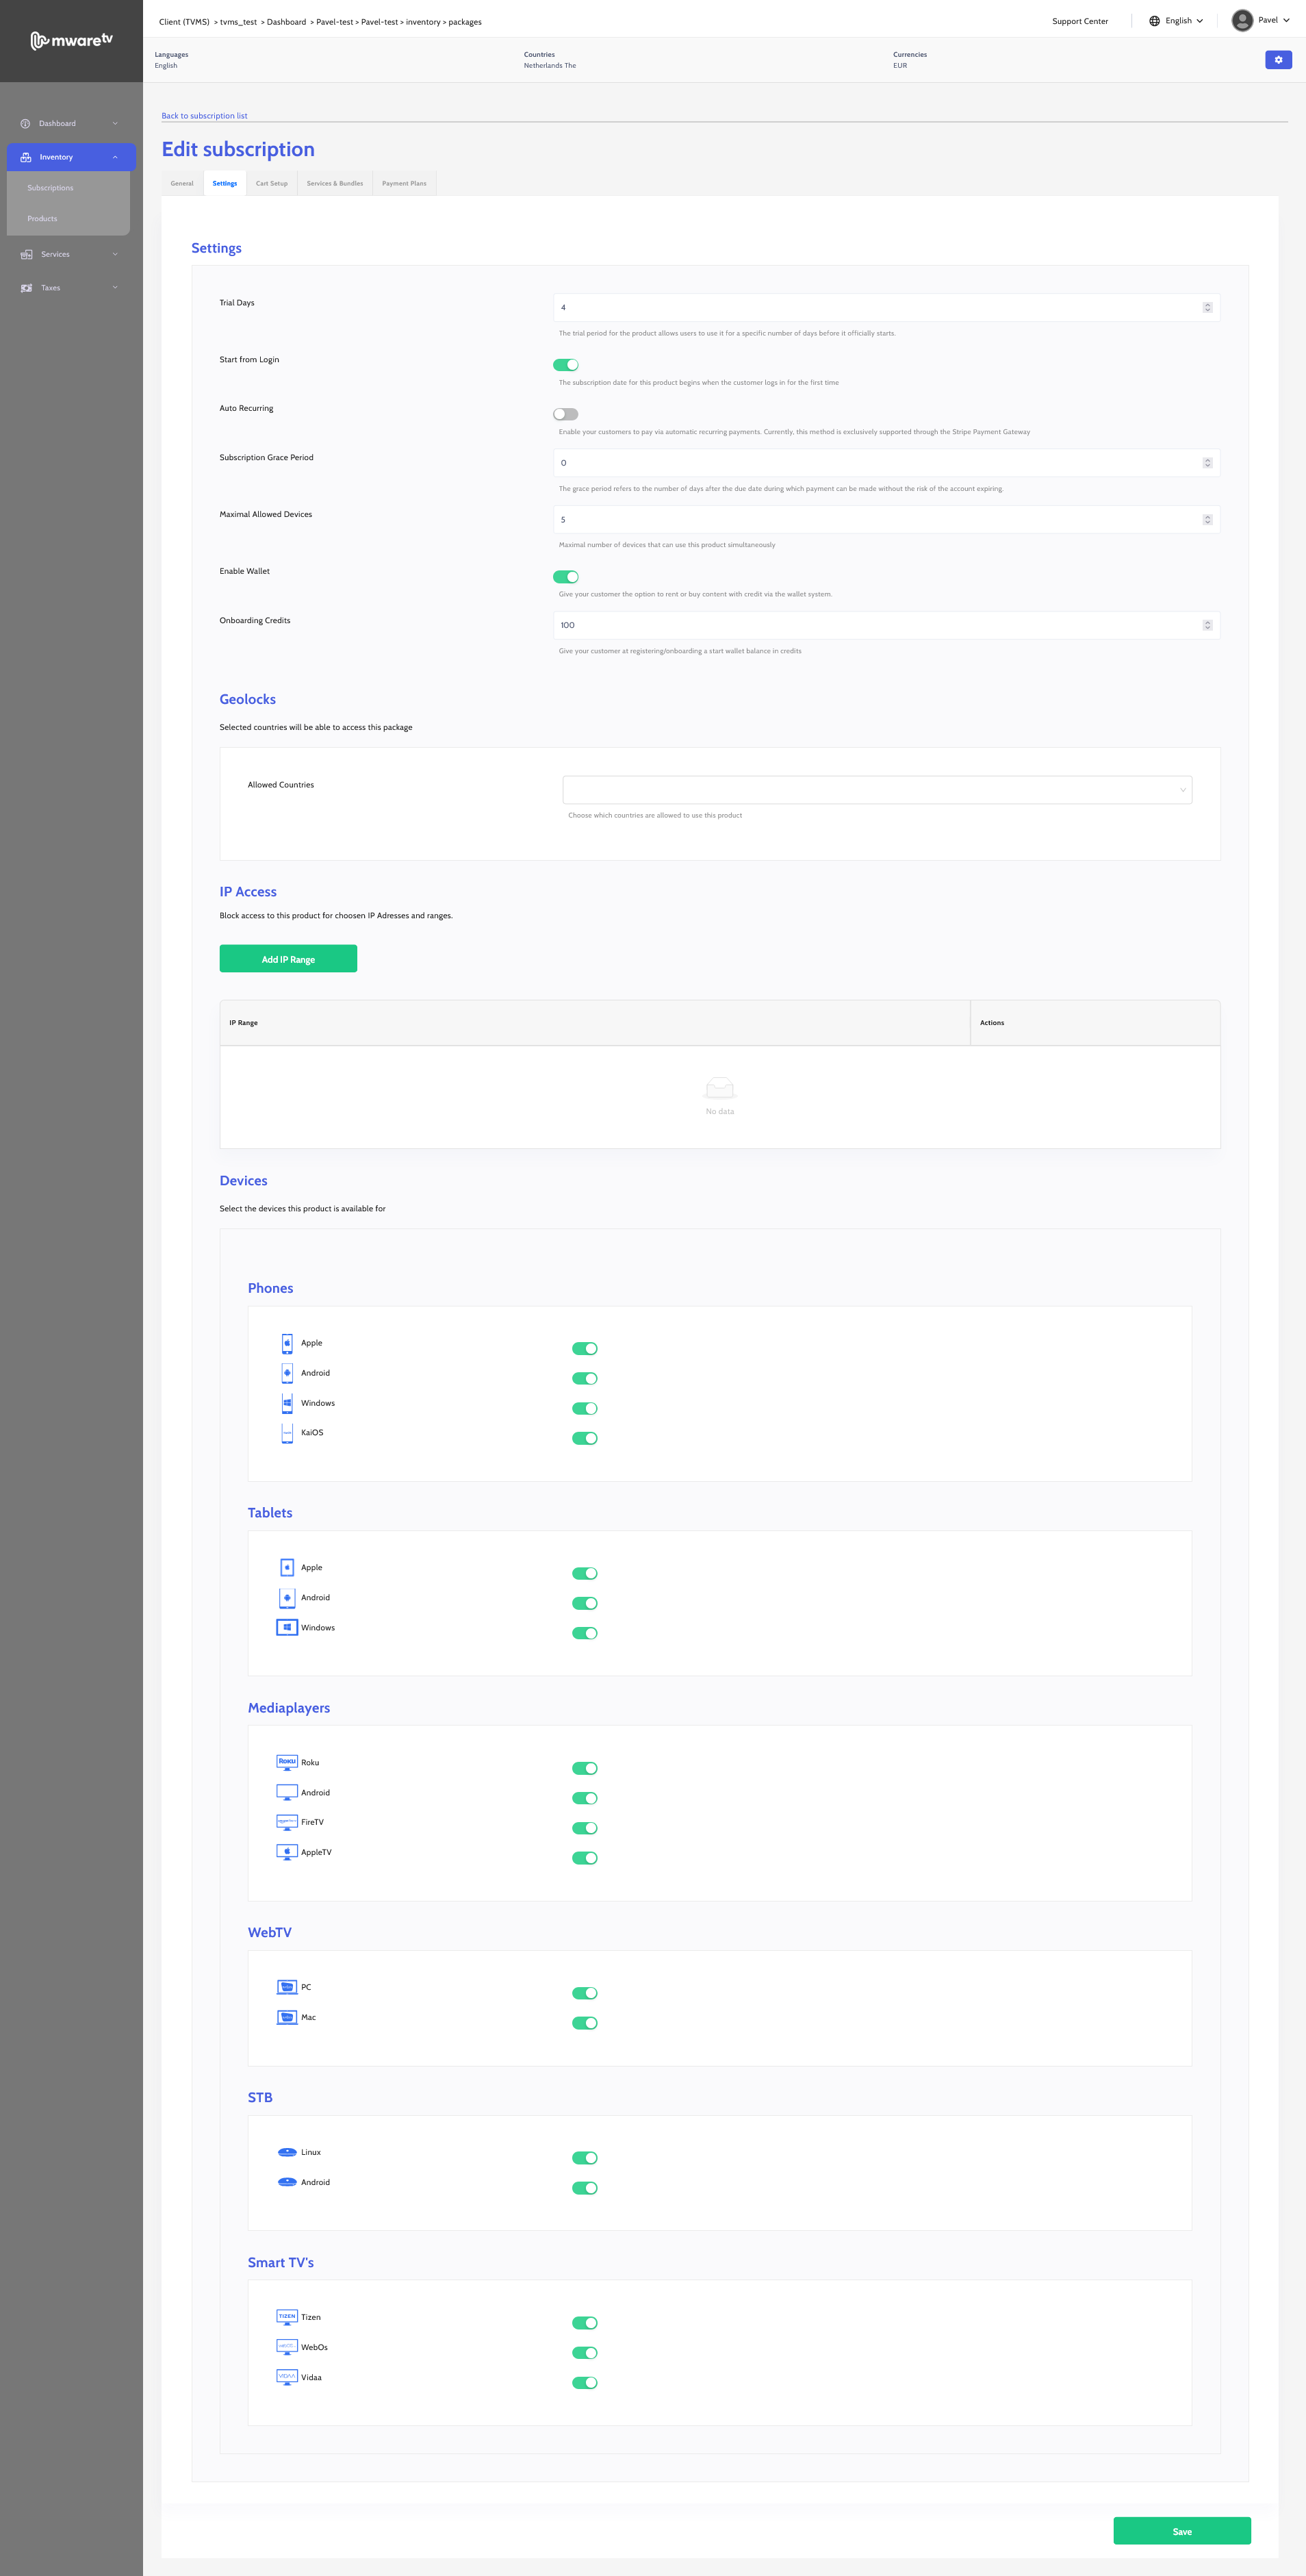 mwaretv
Client (TVMS) > tvms_test > Dashboard > Pavel-test > Pavel-test > inventory > packages
Support Center
English
Pavel
Languages
English
Countries
Netherlands The
Currencies
EUR
Dashboard
Inventory
Subscriptions
Products
Services
Taxes
Back to subscription list
Edit subscription
General
Settings
Cart Setup
Services & Bundles
Payment Plans
Settings
Trial Days
4
The trial period for the product allows users to use it for a specific number of days before it officially starts.
Start from Login
The subscription date for this product begins when the customer logs in for the first time
Auto Recurring
Enable your customers to pay via automatic recurring payments. Currently, this method is exclusively supported through the Stripe Payment Gateway
Subscription Grace Period
0
The grace period refers to the number of days after the due date during which payment can be made without the risk of the account expiring.
Maximal Allowed Devices
5
Maximal number of devices that can use this product simultaneously
Enable Wallet
Give your customer the option to rent or buy content with credit via the wallet system.
Onboarding Credits
100
Give your customer at registering/onboarding a start wallet balance in credits
Geolocks
Selected countries will be able to access this package
Allowed Countries
Choose which countries are allowed to use this product
IP Access
Block access to this product for choosen IP Adresses and ranges.
Add IP Range
IP Range
Actions
No data
Devices
Select the devices this product is available for
Phones
Apple
Android
Windows
KaiOS
Tablets
Apple
Android
Windows
Mediaplayers
ROKU Roku
Android
FireTV
AppleTV
WebTV
PC
Mac
STB
Linux
Android
Smart TV's
TIZEN Tizen
WebOs
VIDAA Vidaa
Save